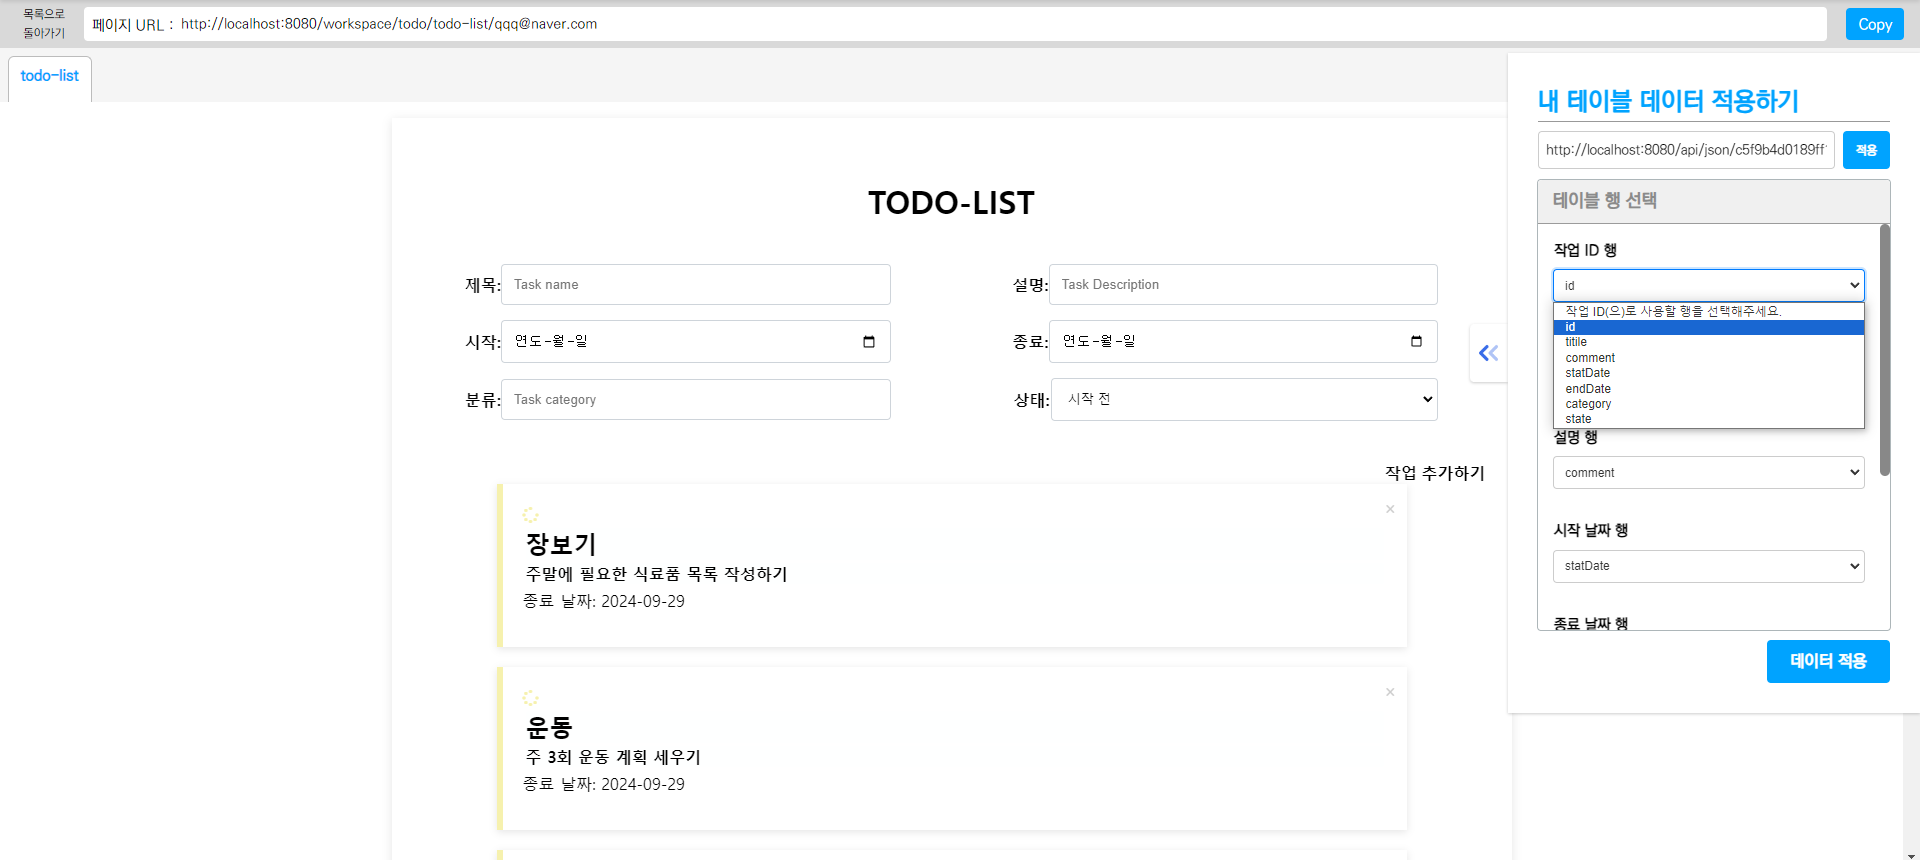 목록으로
돌아가기
페이지 URL : http://localhost:8080/workspace/todo/todo-list/qqq@naver.com
Copy
todo-list
내 테이블 데이터 적용하기
http://localhost:8080/api/json/c5f9b4d0189ff
적용
테이블 행 선택
작업 ID 행
id
작업 ID(으)로 사용할 행을 선택해주세요.
id
titile
comment
statDate
endDate
category
state
설명 행
comment
시작 날짜 행
statDate
종료 날짜 행
데이터 적용
TODO-LIST
제목: Task name
설명: Task Description
시작: 연도-월-일
종료: 연도-월-일
분류: Task category
상태: 시작 전
작업 추가하기
×
장보기
주말에 필요한 식료품 목록 작성하기
종료 날짜: 2024-09-29
×
운동
주 3회 운동 계획 세우기
종료 날짜: 2024-09-29